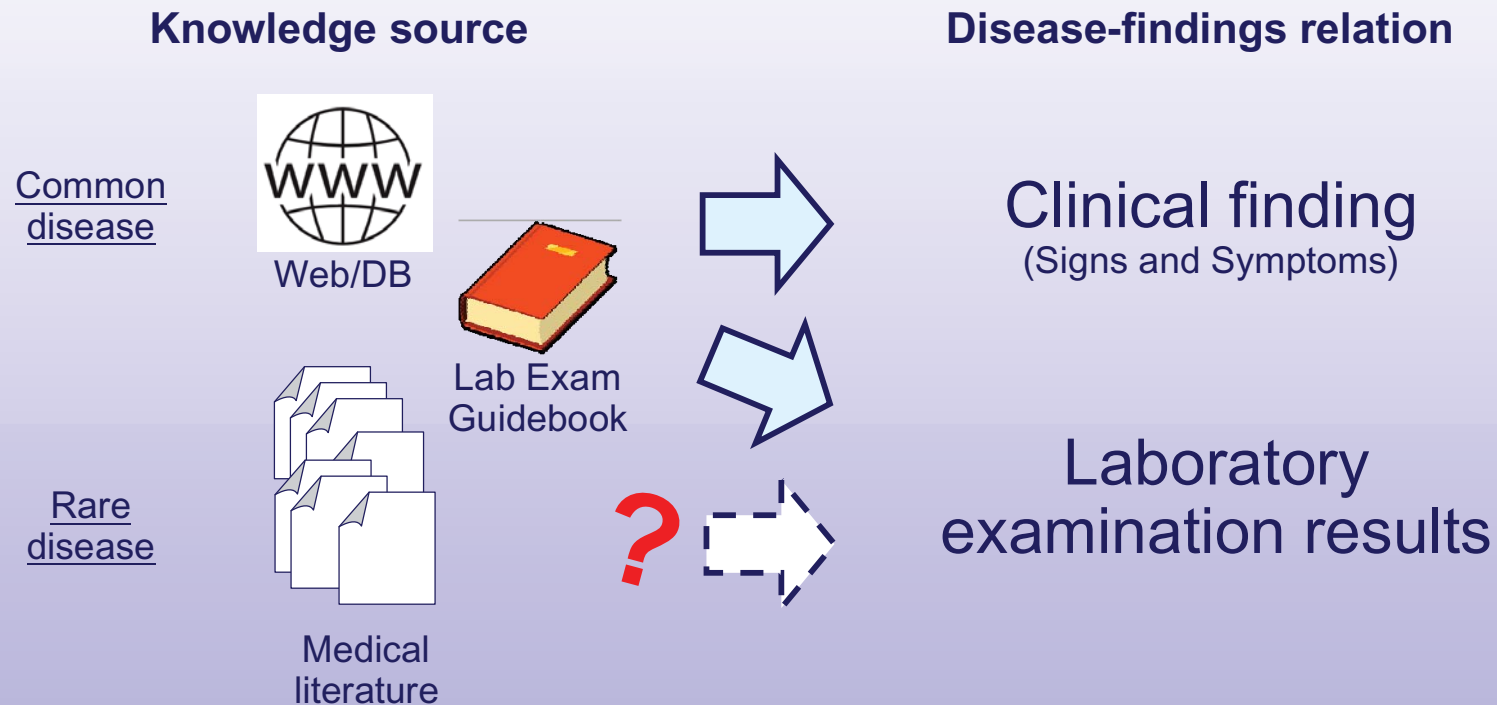 Knowledge source
Disease-findings relation
Common
disease
WWW
Web/DB
Lab Exam
Guidebook
Clinical finding
(Signs and Symptoms)
Rare
disease
Medical
literature
?
Laboratory
examination results